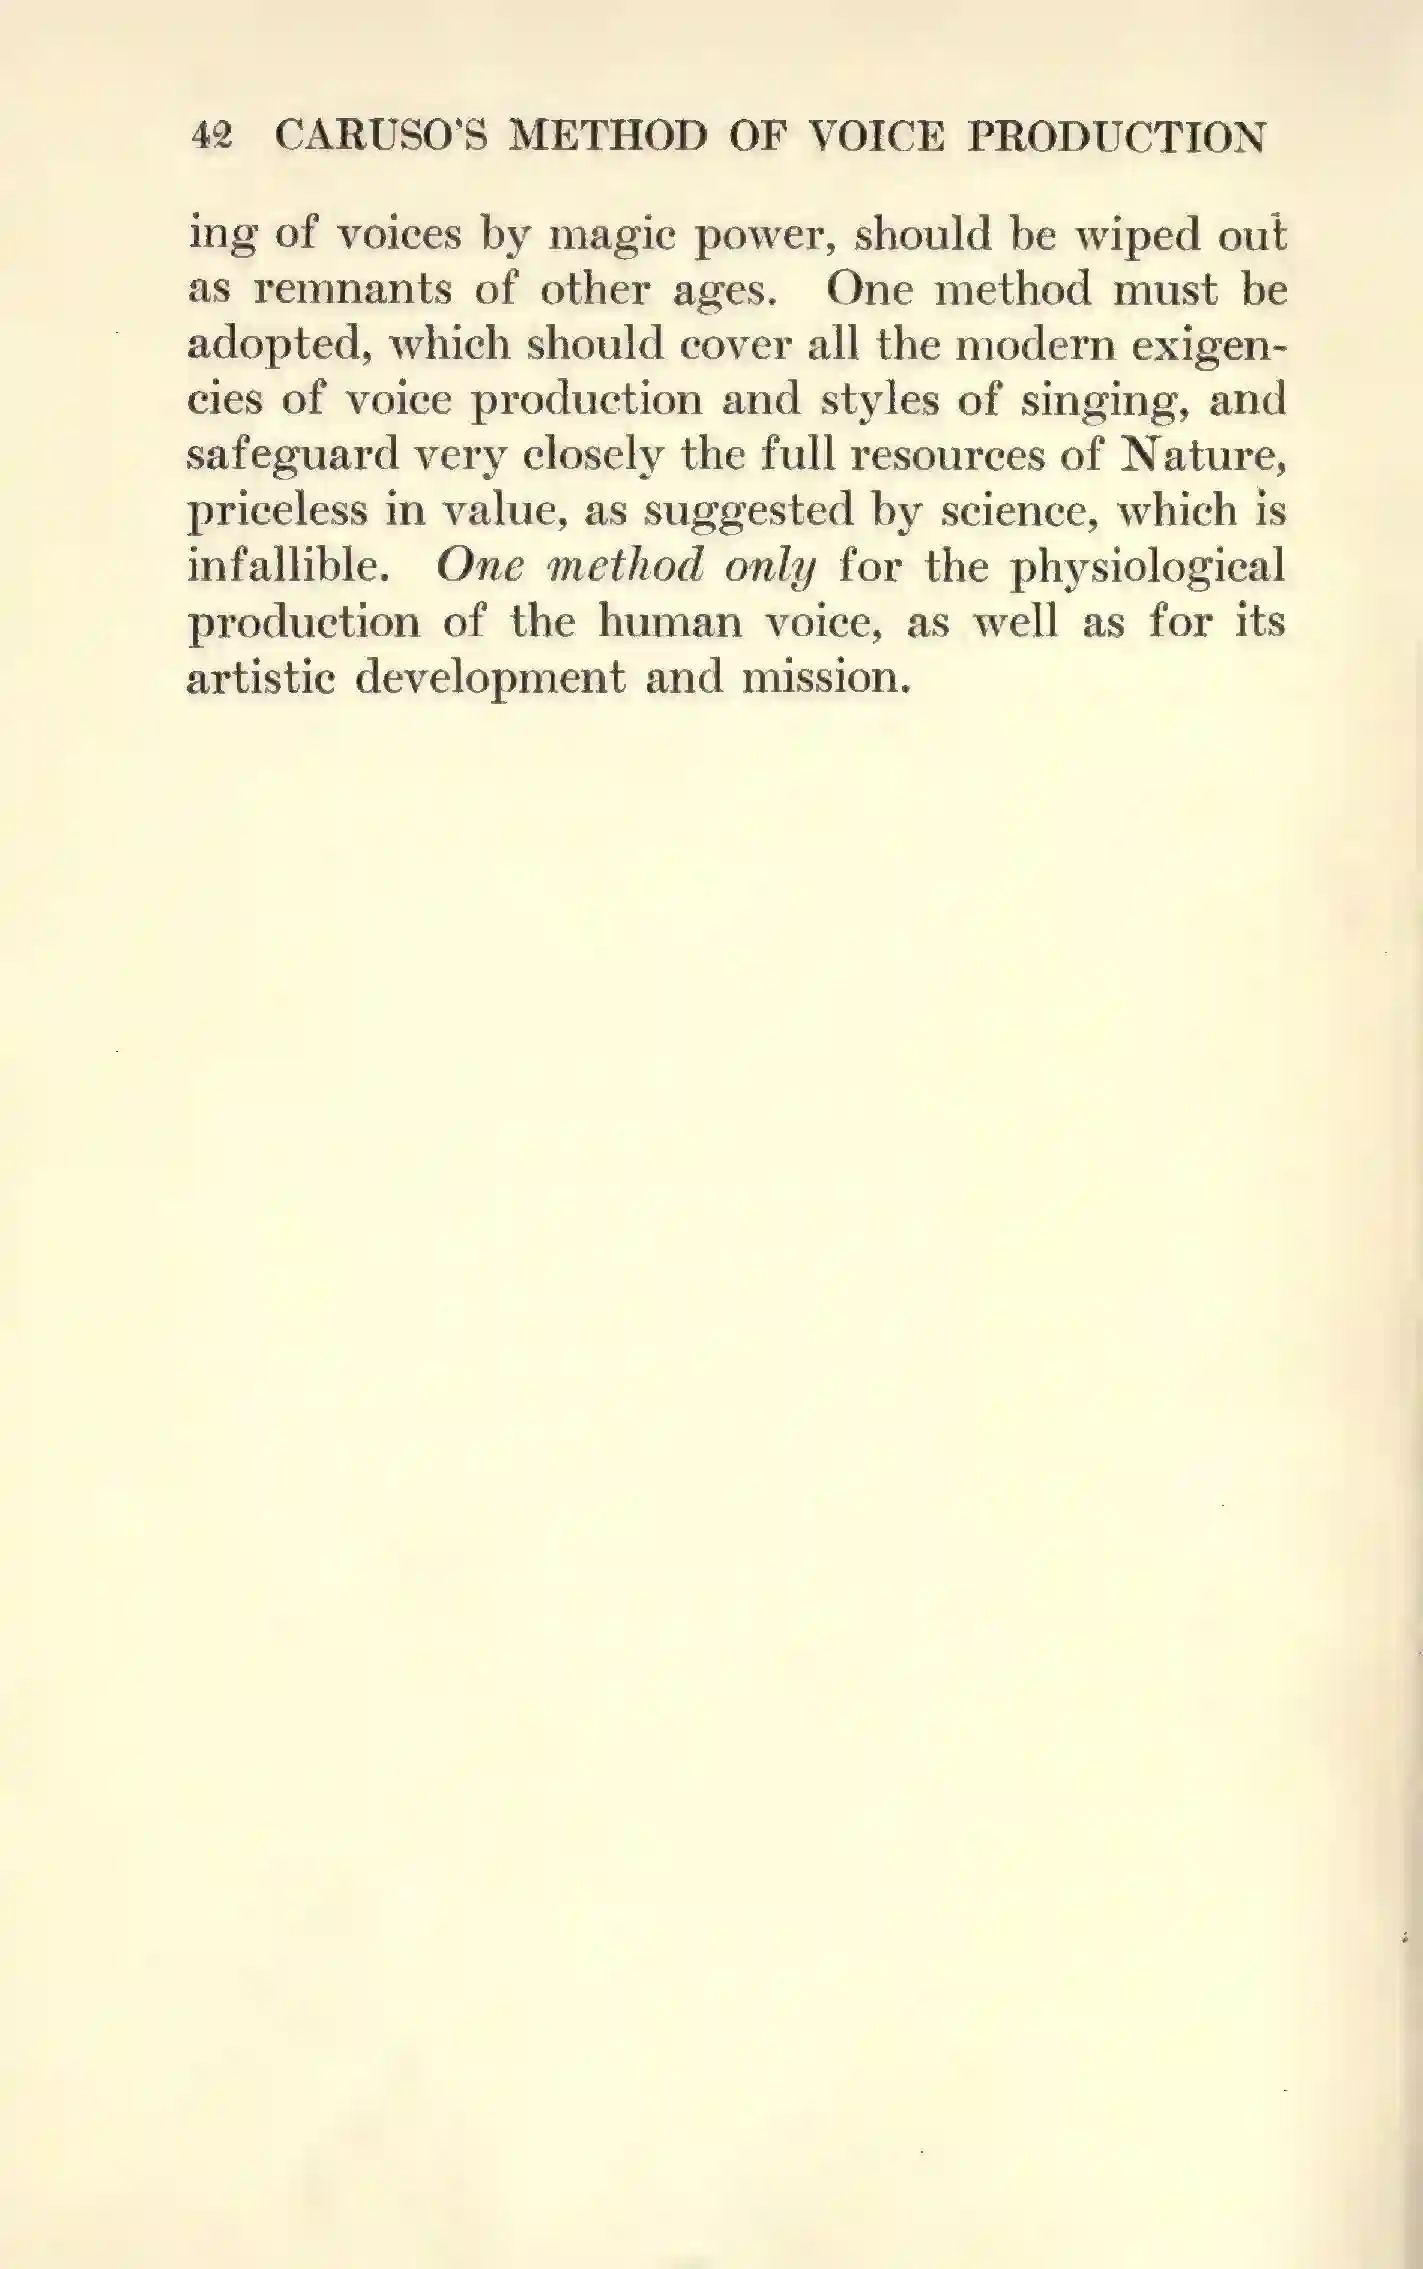 42 CARUSO'S METHOD OF VOICE PRODUCTION
ing of voices by magic power, should be wiped out
as remnants of other ages. One method must be
adopted, which should cover all the modern exigen-
cies of voice production and styles of singing, and
safeguard very closely the full resources of Nature,
priceless in value, as suggested by science, which is
infallible. One method only for the physiological
production of the human voice, as well as for its
artistic development and mission.